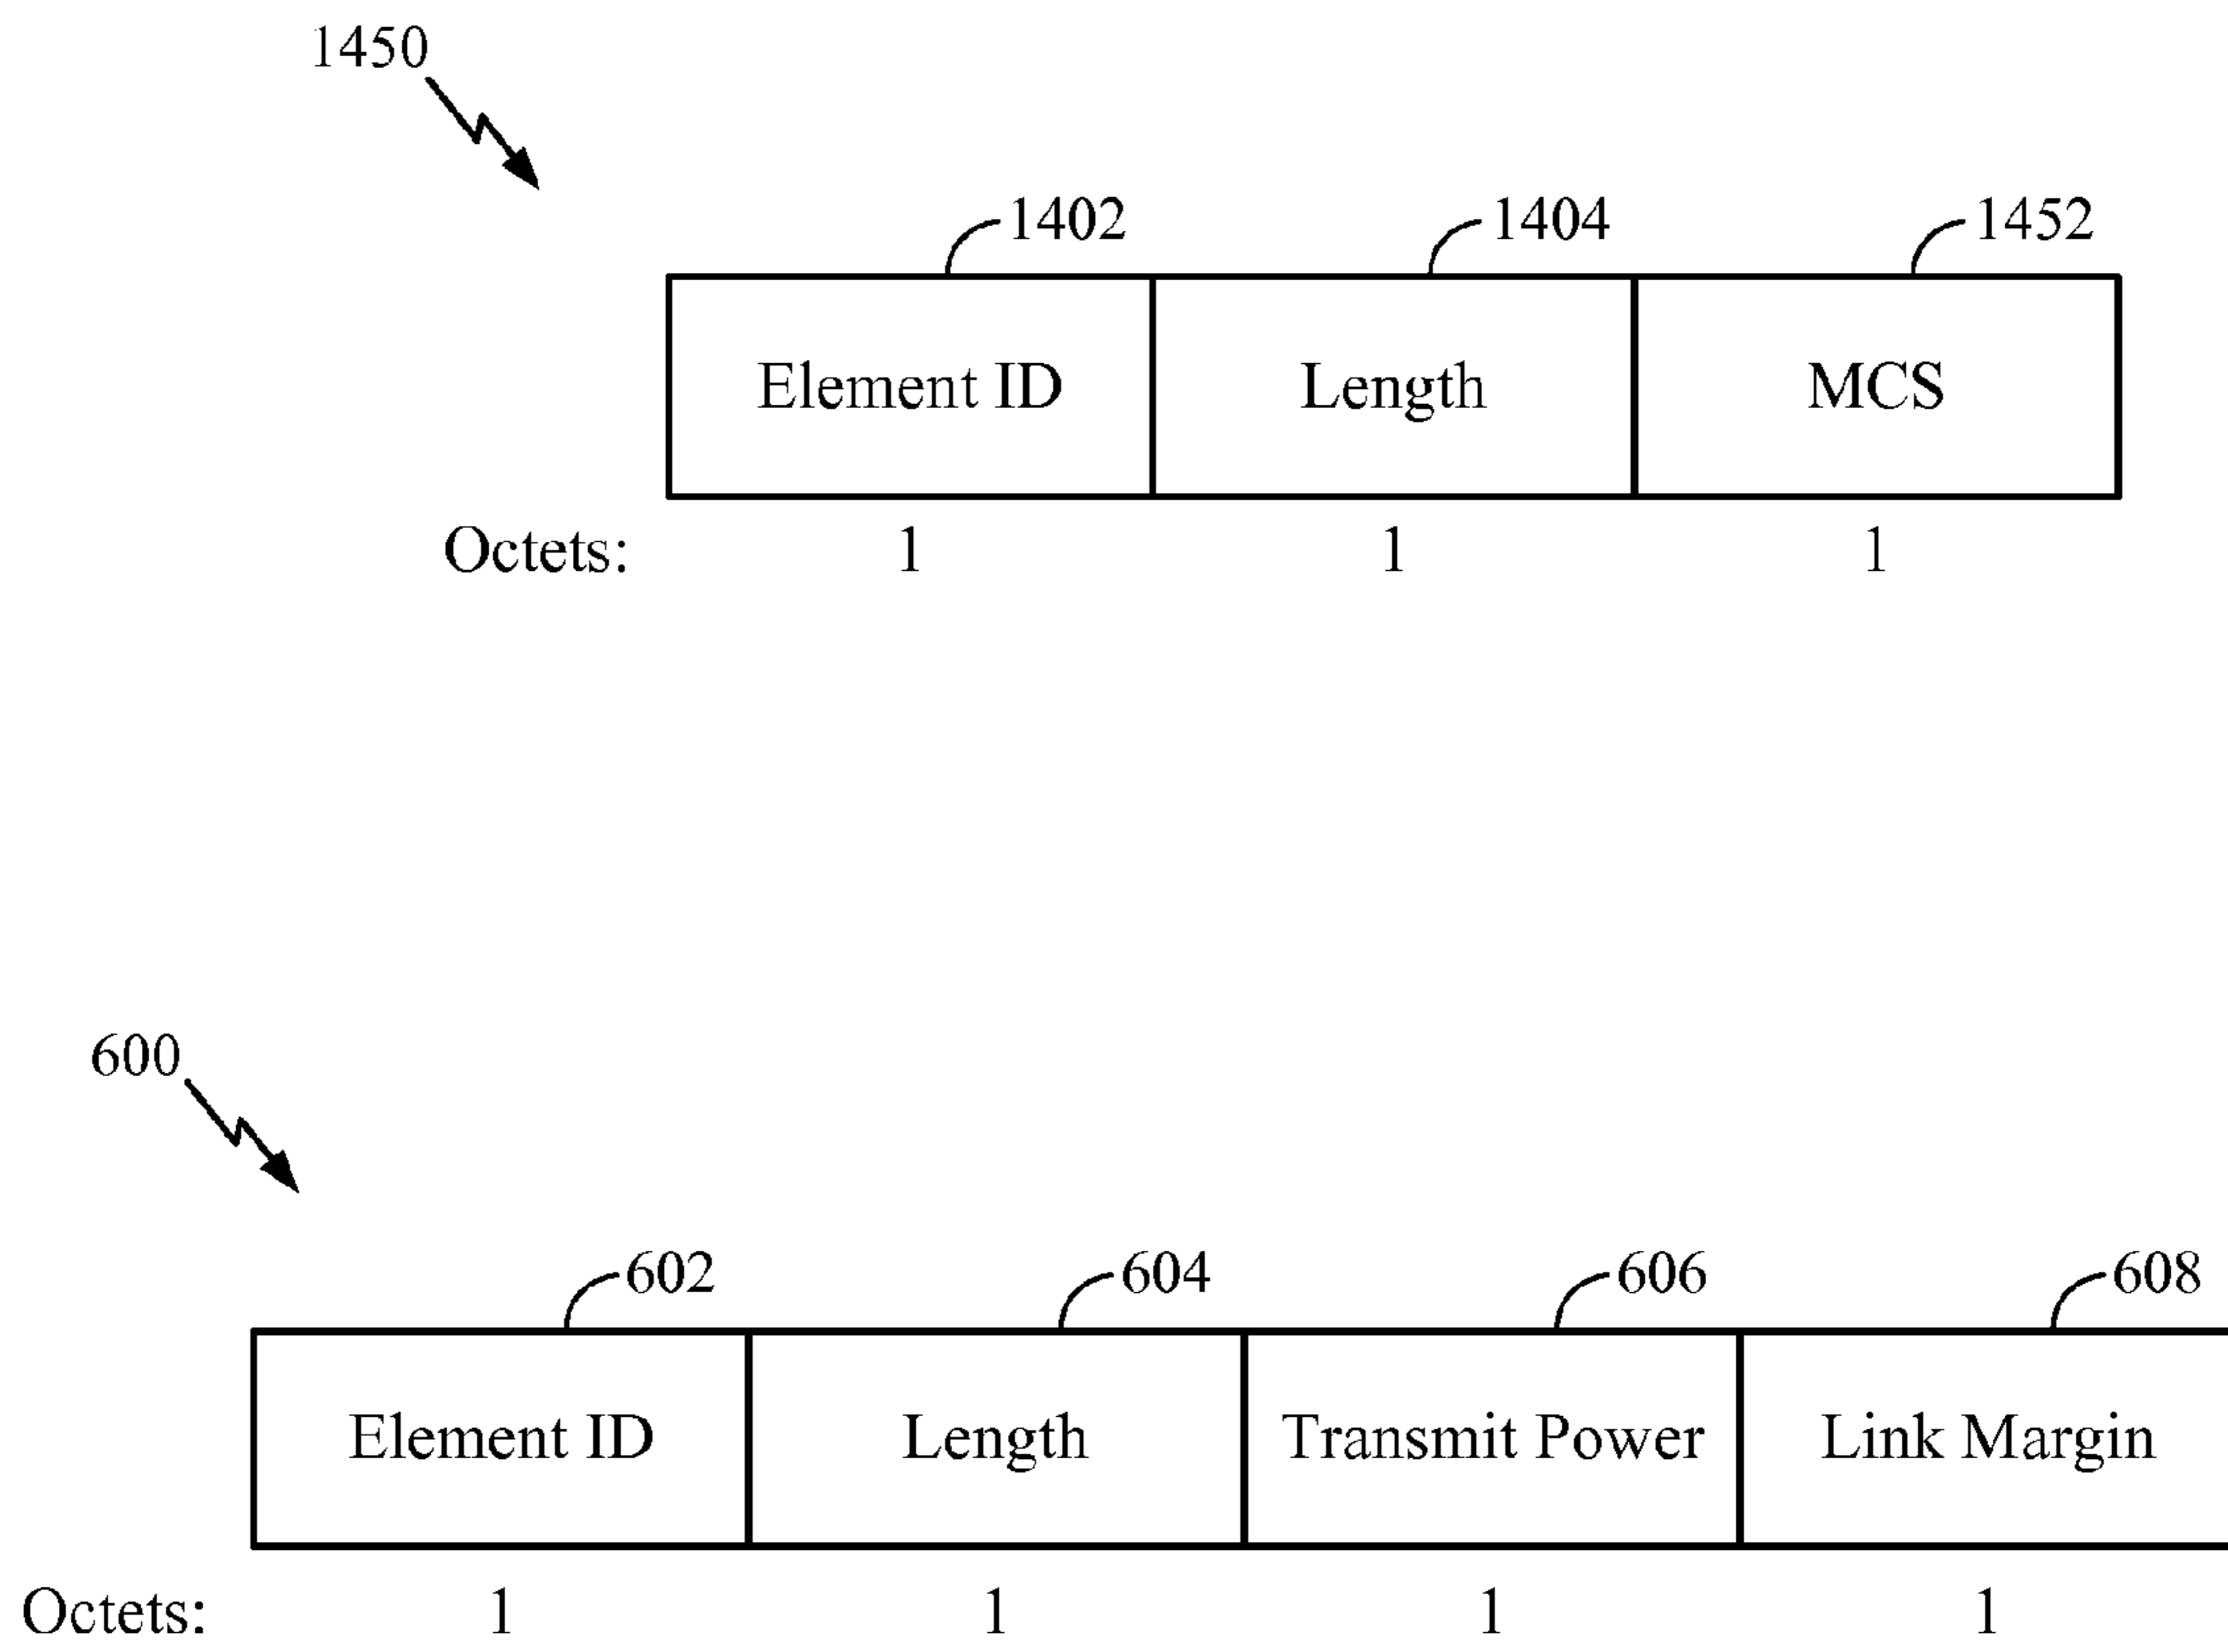 1450
1402 1404 1452
Element ID Length MCS
Octets: 1 1 1
600
602 604 606 608
Element ID Length Transmit Power Link Margin
Octets: 1 1 1 1